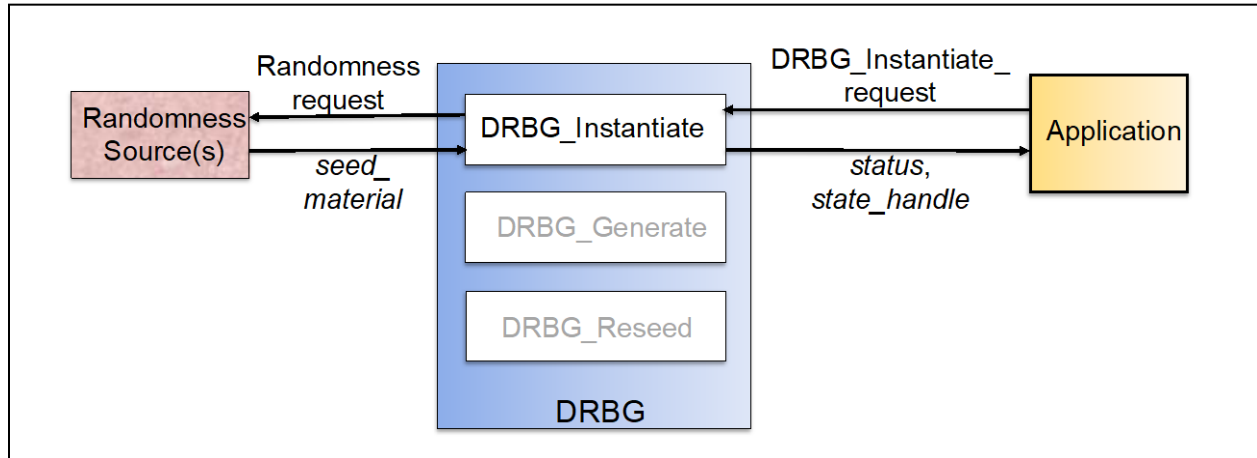 Randomness
request
DRBG_Instantiate_
request
Randomness
Source(s)
DRBG_Instantiate
Application
seed_
material
status,
state_handle
DRBG_Generate
DRBG_Reseed
DRBG